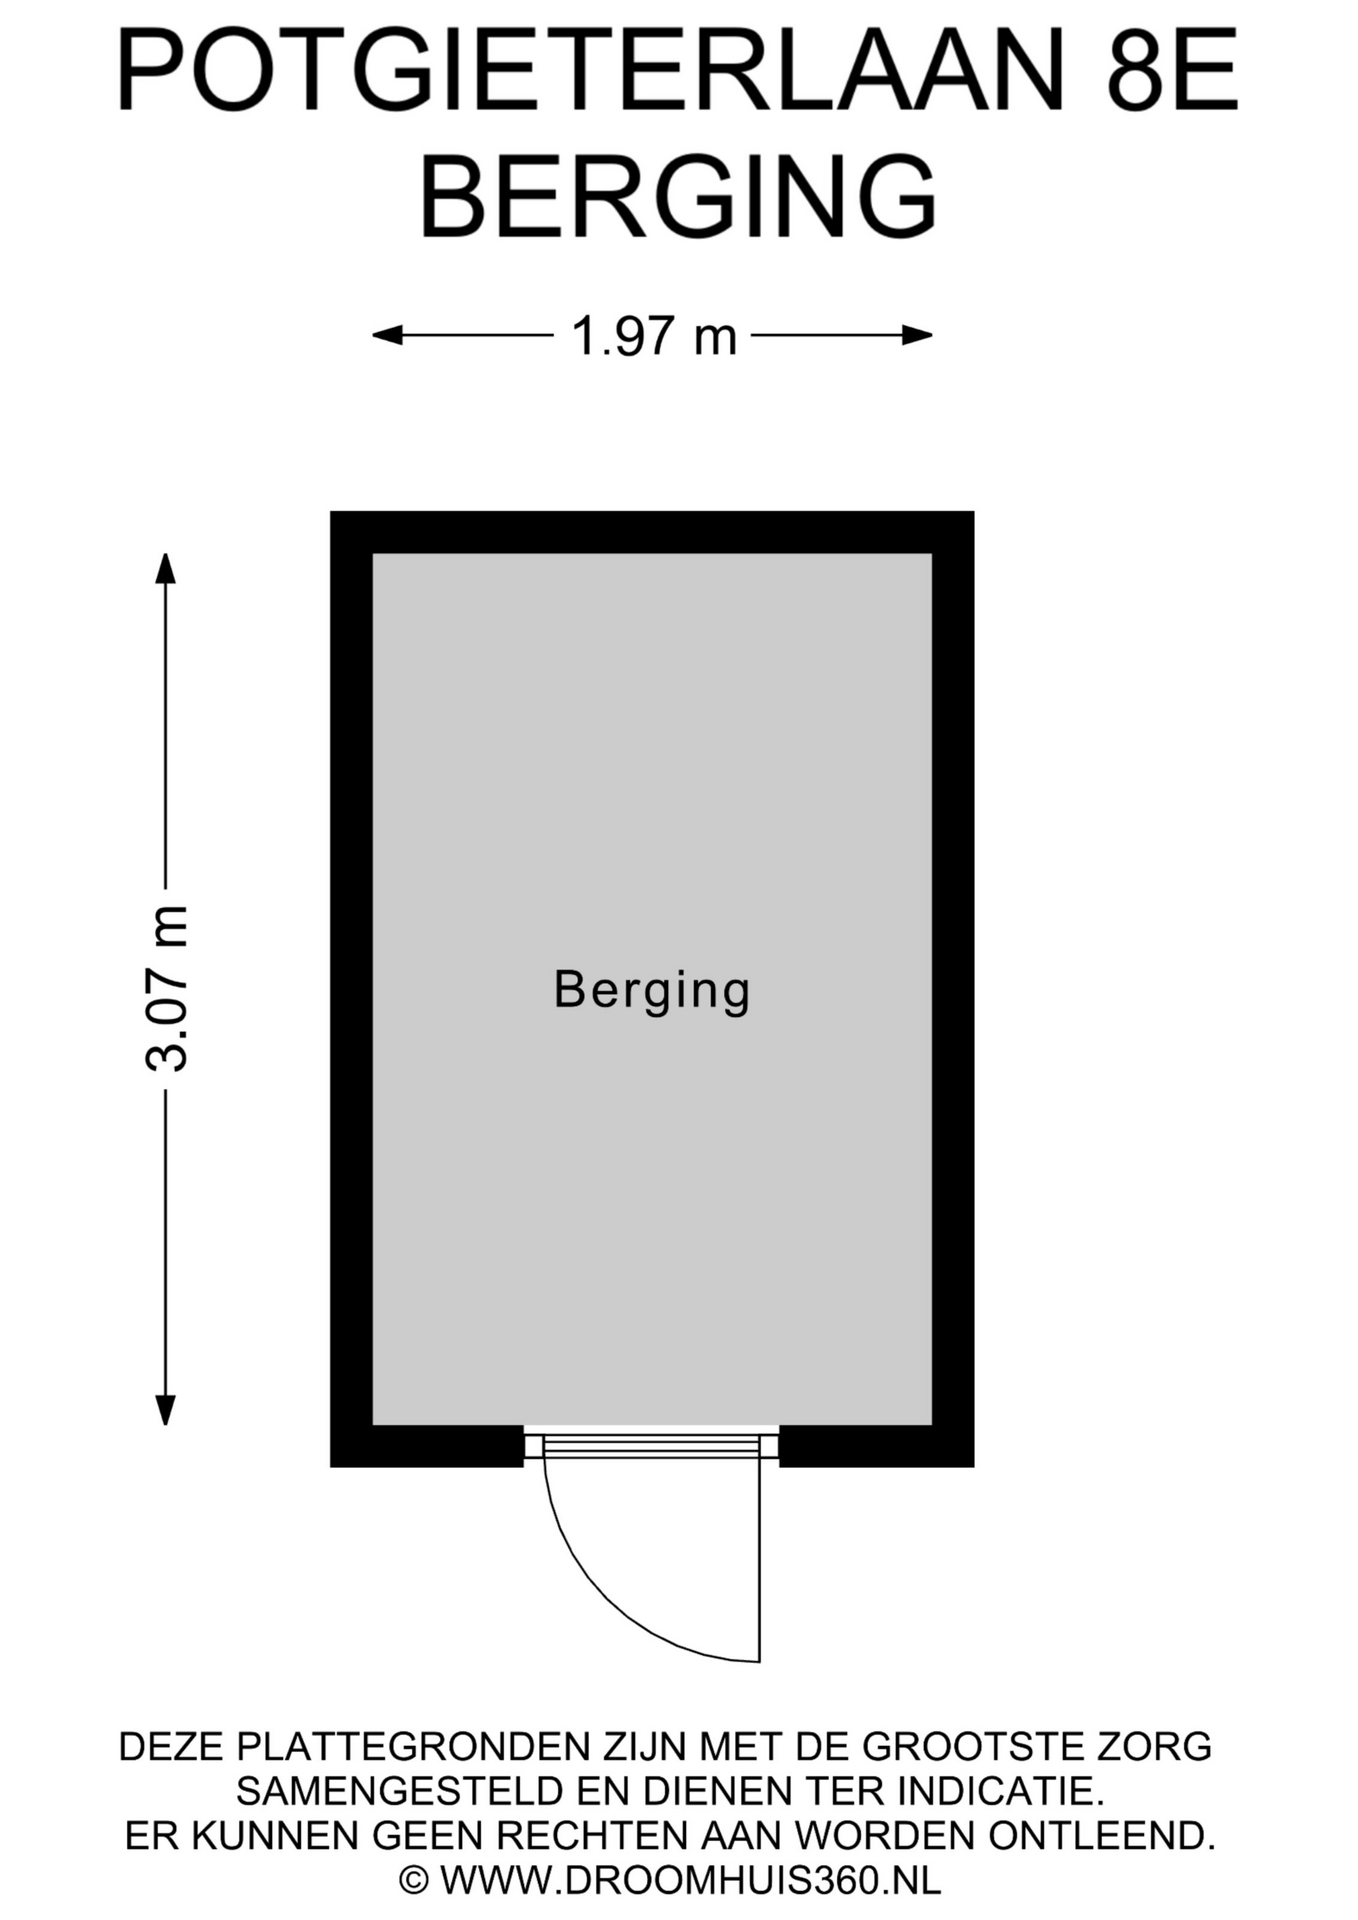 POTGIETERLAAN 8E
BERGING
1.97 m
3.07 m
Berging
DEZE PLATTEGRONDEN ZIJN MET DE GROOTSTE ZORG
SAMENGESTELD EN DIENEN TER INDICATIE.
ER KUNNEN GEEN RECHTEN AAN WORDEN ONTLEEND.
© WWW.DROOMHUIS360.NL